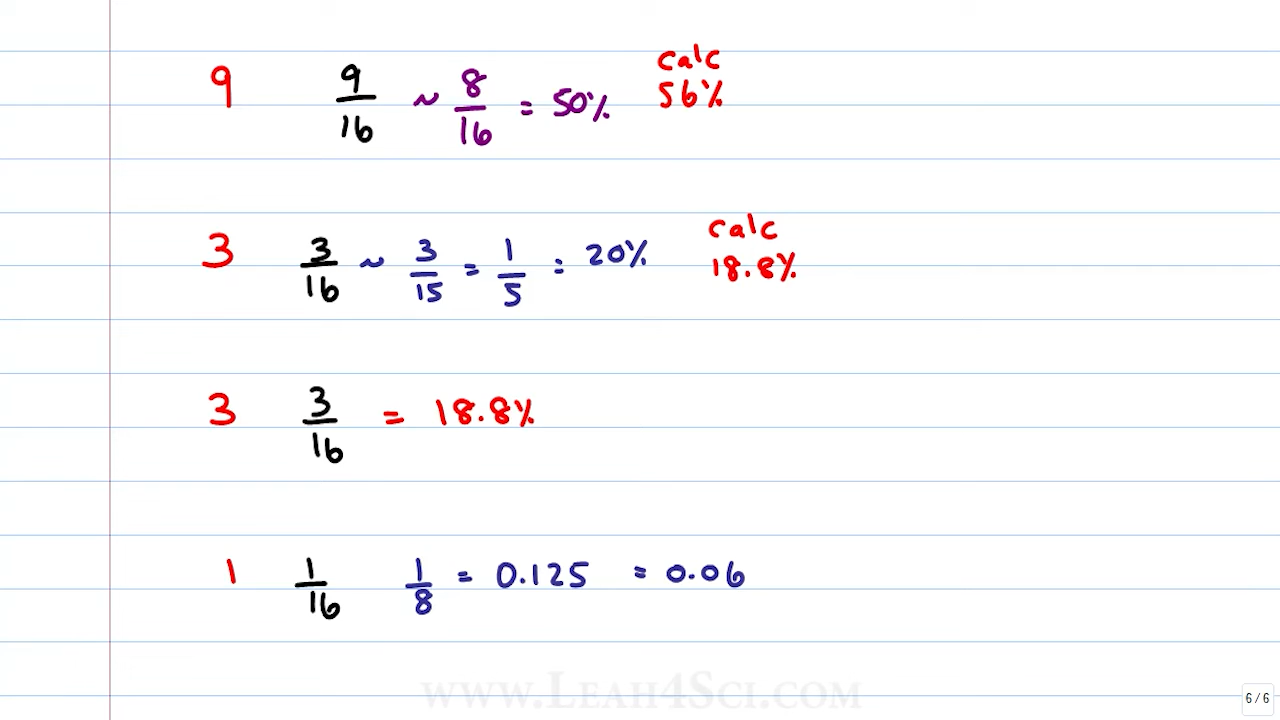 9 9/16 ~ 8/16 = 50% calc 56%
3 3/16 ~ 3/15 = 1/5 = 20% calc 18.8%
3 3/16 = 18.8%
1 1/16 1/8 = 0.125 = 0.06
www.Leah4Sci.com
6 / 6